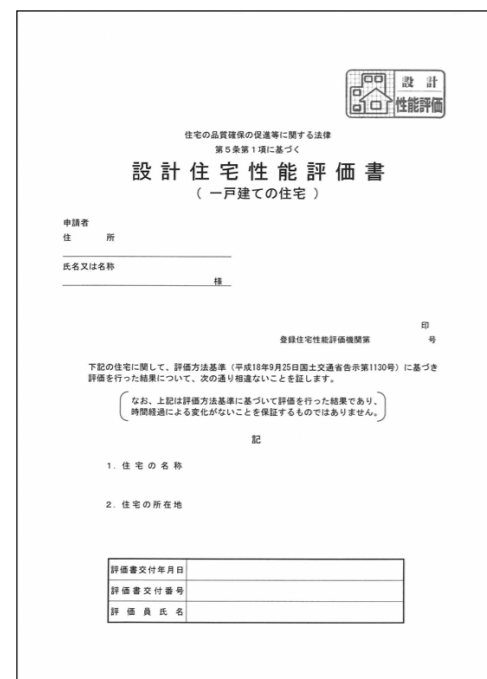 設計
性能評価
住宅の品質確保の促進等に関する法律
第5条第1項に基づく
設計住宅性能評価書
( 一戸建ての住宅 )
申請者
住　　所
氏名又は名称
様
印
登録住宅性能評価機関第　　　　　　号
下記の住宅に関して、評価方法基準（平成18年9月25日国土交通省告示第1130号）に基づき
評価を行った結果について、次の通り相違ないことを証します。
なお、上記は評価方法基準に基づいて評価を行った結果であり、
時間経過による変化がないことを保証するものではありません。
記
1. 住宅の名称
2. 住宅の所在地
評価書交付年月日
評価書交付番号
評価員氏名